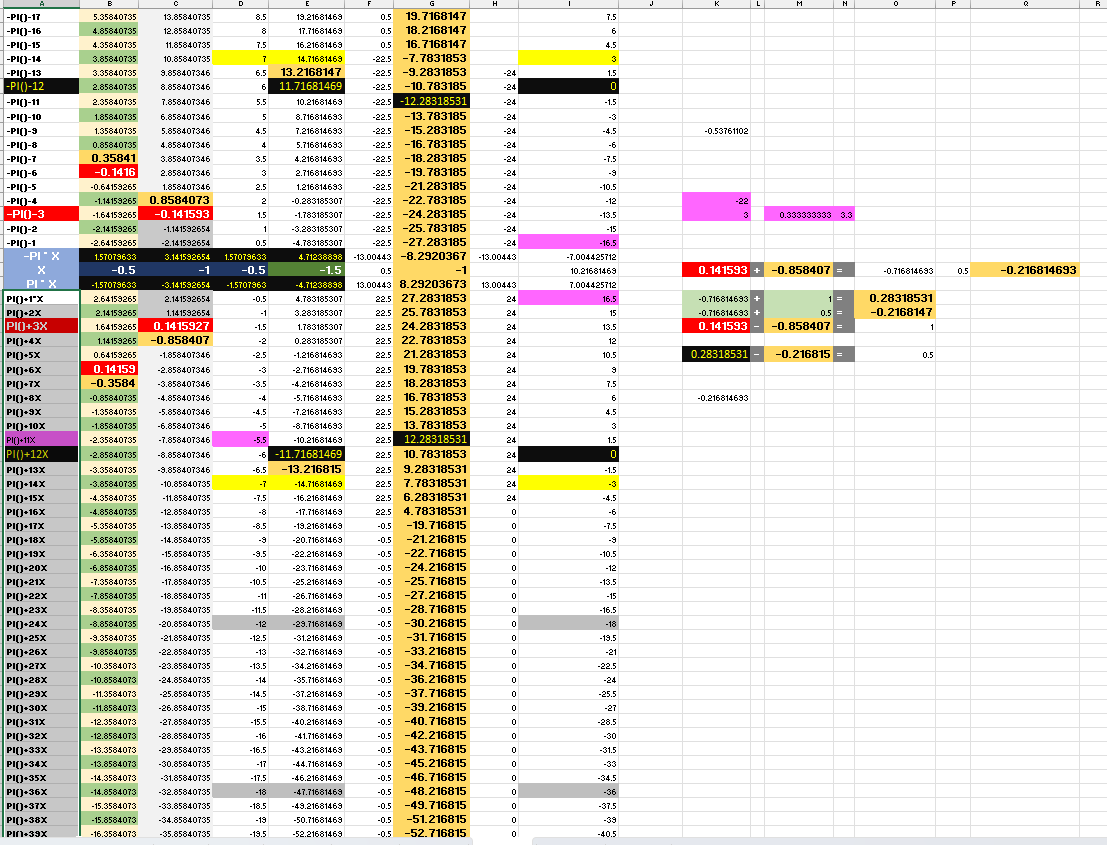 A B C D E F G H I J K L M N O P Q R
-PI()-17 5.35840735 13.85840735 8.5 19.21681469 0.5 19.7168147 7.5
-PI()-16 4.85840735 12.85840735 8 17.71681469 0.5 18.2168147 6
-PI()-15 4.35840735 11.85840735 7.5 16.21681469 0.5 16.7168147 4.5
-PI()-14 3.85840735 10.85840735 7 14.71681469 -22.5 -7.7831853 3
-PI()-13 3.35840735 9.858407346 6.5 13.2168147 -22.5 -9.2831853 -24 1.5
-PI()-12 2.85840735 8.858407346 6 11.71681469 -22.5 -10.783185 -24 0
-PI()-11 2.35840735 7.858407346 5.5 10.21681469 -22.5 -12.28318531 -24 -1.5
-PI()-10 1.85840735 6.858407346 5 8.716814693 -22.5 -13.783185 -24 -3
-PI()-9 1.35840735 5.858407346 4.5 7.216814693 -22.5 -15.283185 -24 -4.5 -0.53761102
-PI()-8 0.85840735 4.858407346 4 5.716814693 -22.5 -16.783185 -24 -6
-PI()-7 0.35841 3.858407346 3.5 4.216814693 -22.5 -18.283185 -24 -7.5
-PI()-6 -0.1416 2.858407346 3 2.716814693 -22.5 -19.783185 -24 -9
-PI()-5 -0.64159265 1.858407346 2.5 1.216814693 -22.5 -21.283185 -24 -10.5
-PI()-4 -1.14159265 0.8584073 2 -0.283185307 -22.5 -22.783185 -24 -12 -22
-PI()-3 -1.64159265 -0.141593 1.5 -1.783185307 -22.5 -24.283185 -24 -13.5 3 0.333333333 3.3
-PI()-2 -2.14159265 -1.141592654 1 -3.283185307 -22.5 -25.783185 -24 -15
-PI()-1 -2.64159265 -2.141592654 0.5 -4.783185307 -22.5 -27.283185 -24 -16.5
-PI * X 1.57079633 3.141592654 1.57079633 4.71238898 -13.00443 -8.2920367 -13.00443 -7.004425712
X -0.5 -1 -0.5 -1.5 0.5 -1 10.21681469 0.141593 + -0.858407 = -0.716814693 0.5 -0.216814693
PI * X -1.57079633 -3.141592654 -1.5707963 -4.71238898 13.00443 8.29203673 13.00443 7.004425712
PI()+1*X 2.64159265 2.141592654 -0.5 4.783185307 22.5 27.2831853 24 16.5 -0.716814693 + 1 = 0.28318531
PI()+2X 2.14159265 1.141592654 -1 3.283185307 22.5 25.7831853 24 15 -0.716814693 + 0.5 = -0.2168147
PI()+3X 1.64159265 0.1415927 -1.5 1.783185307 22.5 24.2831853 24 13.5 0.141593 - -0.858407 = 1
PI()+4X 1.14159265 -0.858407 -2 0.283185307 22.5 22.7831853 24 12
PI()+5X 0.64159265 -1.858407346 -2.5 -1.216814693 22.5 21.2831853 24 10.5 0.28318531 - -0.216815 = 0.5
PI()+6X 0.14159 -2.858407346 -3 -2.716814693 22.5 19.7831853 24 9
PI()+7X -0.3584 -3.858407346 -3.5 -4.216814693 22.5 18.2831853 24 7.5
PI()+8X -0.85840735 -4.858407346 -4 -5.716814693 22.5 16.7831853 24 6 -0.216814693
PI()+9X -1.35840735 -5.858407346 -4.5 -7.216814693 22.5 15.2831853 24 4.5
PI()+10X -1.85840735 -6.858407346 -5 -8.716814693 22.5 13.7831853 24 3
PI()+11X -2.35840735 -7.858407346 -5.5 -10.21681469 22.5 12.28318531 24 1.5
PI()+12X -2.85840735 -8.858407346 -6 -11.71681469 22.5 10.7831853 24 0
PI()+13X -3.35840735 -9.858407346 -6.5 -13.216815 22.5 9.28318531 24 -1.5
PI()+14X -3.85840735 -10.85840735 -7 -14.71681469 22.5 7.78318531 24 -3
PI()+15X -4.35840735 -11.85840735 -7.5 -16.21681469 22.5 6.28318531 24 -4.5
PI()+16X -4.85840735 -12.85840735 -8 -17.71681469 22.5 4.78318531 0 -6
PI()+17X -5.35840735 -13.85840735 -8.5 -19.21681469 -0.5 -19.716815 0 -7.5
PI()+18X -5.85840735 -14.85840735 -9 -20.71681469 -0.5 -21.216815 0 -9
PI()+19X -6.35840735 -15.85840735 -9.5 -22.21681469 -0.5 -22.716815 0 -10.5
PI()+20X -6.85840735 -16.85840735 -10 -23.71681469 -0.5 -24.216815 0 -12
PI()+21X -7.35840735 -17.85840735 -10.5 -25.21681469 -0.5 -25.716815 0 -13.5
PI()+22X -7.85840735 -18.85840735 -11 -26.71681469 -0.5 -27.216815 0 -15
PI()+23X -8.35840735 -19.85840735 -11.5 -28.21681469 -0.5 -28.716815 0 -16.5
PI()+24X -8.85840735 -20.85840735 -12 -29.71681469 -0.5 -30.216815 0 -18
PI()+25X -9.35840735 -21.85840735 -12.5 -31.21681469 -0.5 -31.716815 0 -19.5
PI()+26X -9.85840735 -22.85840735 -13 -32.71681469 -0.5 -33.216815 0 -21
PI()+27X -10.3584073 -23.85840735 -13.5 -34.21681469 -0.5 -34.716815 0 -22.5
PI()+28X -10.8584073 -24.85840735 -14 -35.71681469 -0.5 -36.216815 0 -24
PI()+29X -11.3584073 -25.85840735 -14.5 -37.21681469 -0.5 -37.716815 0 -25.5
PI()+30X -11.8584073 -26.85840735 -15 -38.71681469 -0.5 -39.216815 0 -27
PI()+31X -12.3584073 -27.85840735 -15.5 -40.21681469 -0.5 -40.716815 0 -28.5
PI()+32X -12.8584073 -28.85840735 -16 -41.71681469 -0.5 -42.216815 0 -30
PI()+33X -13.3584073 -29.85840735 -16.5 -43.21681469 -0.5 -43.716815 0 -31.5
PI()+34X -13.8584073 -30.85840735 -17 -44.71681469 -0.5 -45.216815 0 -33
PI()+35X -14.3584073 -31.85840735 -17.5 -46.21681469 -0.5 -46.716815 0 -34.5
PI()+36X -14.8584073 -32.85840735 -18 -47.71681469 -0.5 -48.216815 0 -36
PI()+37X -15.3584073 -33.85840735 -18.5 -49.21681469 -0.5 -49.716815 0 -37.5
PI()+38X -15.8584073 -34.85840735 -19 -50.71681469 -0.5 -51.216815 0 -39
PI()+39X -16.3584073 -35.85840735 -19.5 -52.21681469 -0.5 -52.716815 0 -40.5